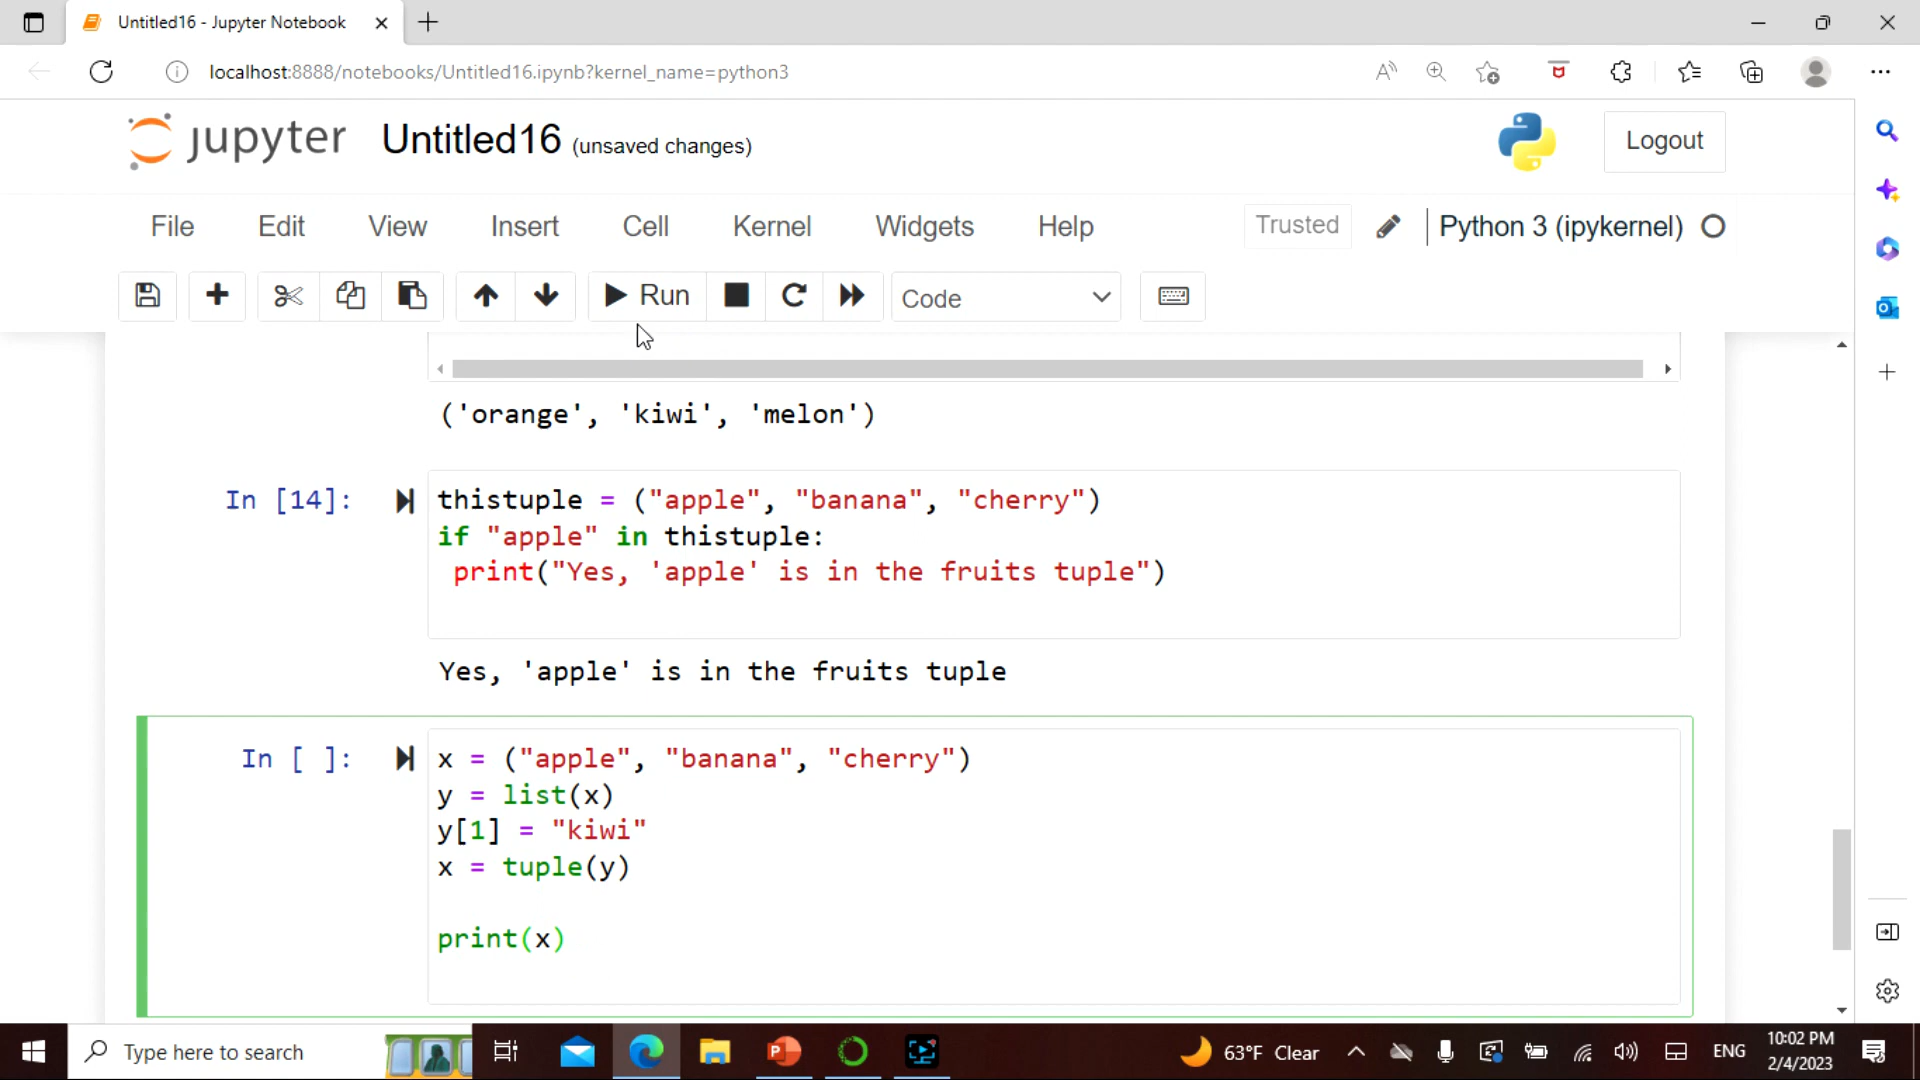 Untitled16 - Jupyter Notebook
localhost:8888/notebooks/Untitled16.ipynb?kernel_name=python3
jupyter Untitled16 (unsaved changes)
Logout
File Edit View Insert Cell Kernel Widgets Help Trusted Python 3 (ipykernel)
Run Code
('orange', 'kiwi', 'melon')
In [14]: thistuple = ("apple", "banana", "cherry")
if "apple" in thistuple:
print("Yes, 'apple' is in the fruits tuple")
Yes, 'apple' is in the fruits tuple
In [ ]: x = ("apple", "banana", "cherry")
y = list(x)
y[1] = "kiwi"
x = tuple(y)
print(x)
Type here to search
63°F Clear
ENG
10:02 PM
2/4/2023